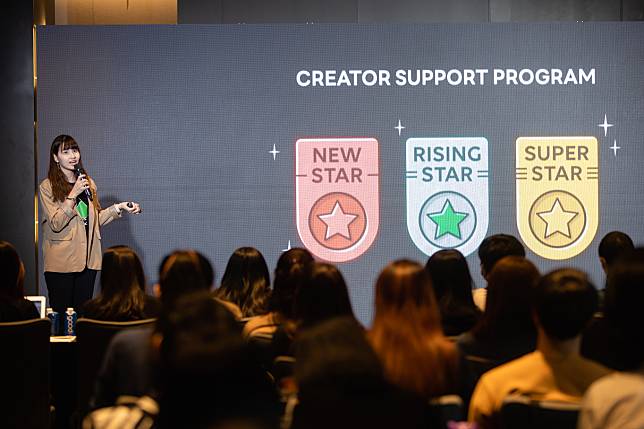 CREATOR SUPPORT PROGRAM
NEW
STAR
RISING
STAR
SUPER
STAR